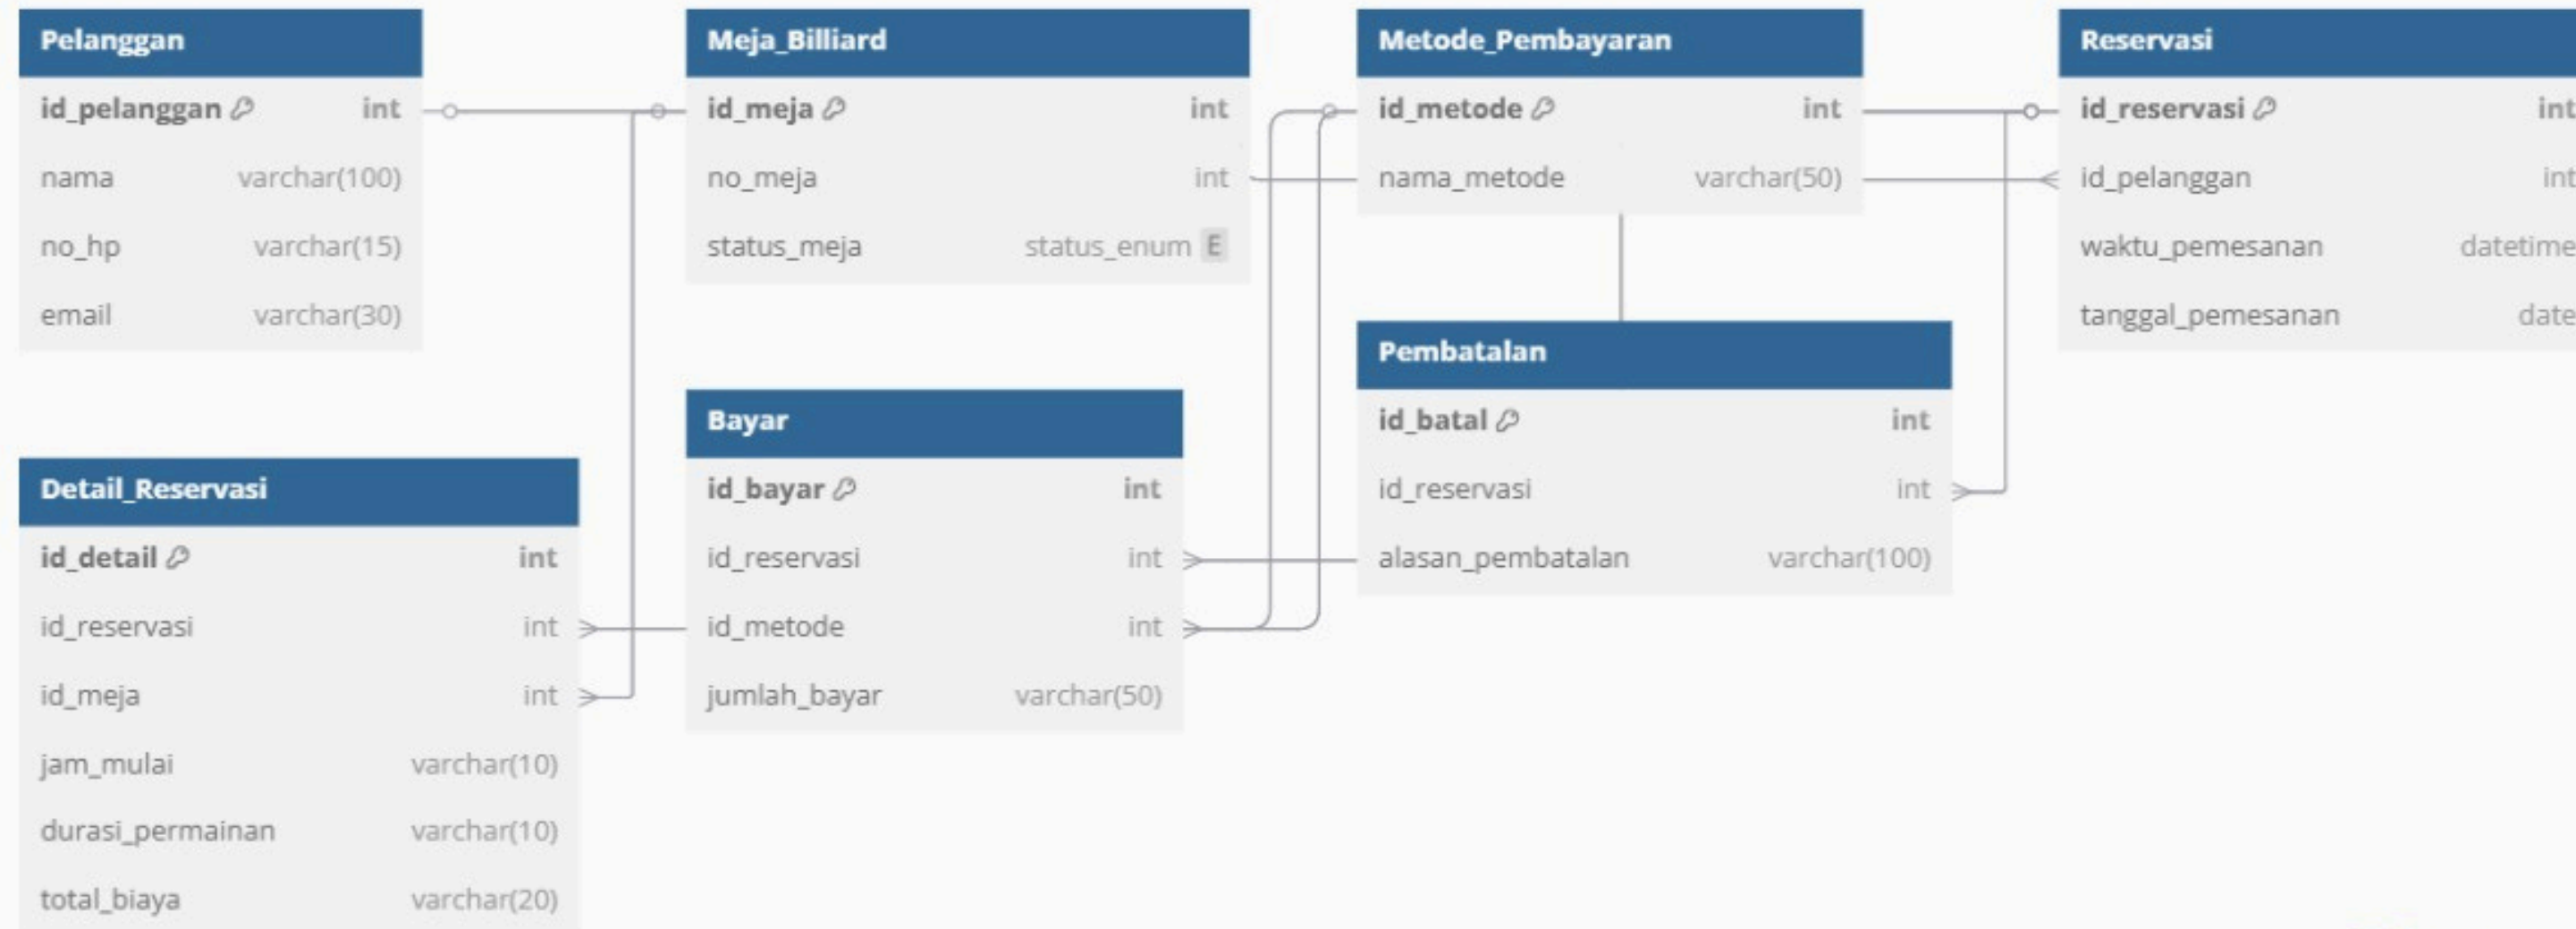 Pelanggan
id_pelanggan int
nama varchar(100)
no_hp varchar(15)
email varchar(30)
Meja_Billiard
id_meja int
no_meja int
status_meja status_enum E
Metode_Pembayaran
id_metode int
nama_metode varchar(50)
Reservasi
id_reservasi int
id_pelanggan int
waktu_pemesanan datetime
tanggal_pemesanan date
Detail_Reservasi
id_detail int
id_reservasi int
id_meja int
jam_mulai varchar(10)
durasi_permainan varchar(10)
total_biaya varchar(20)
Bayar
id_bayar int
id_reservasi int
id_metode int
jumlah_bayar varchar(50)
Pembatalan
id_batal int
id_reservasi int
alasan_pembatalan varchar(100)